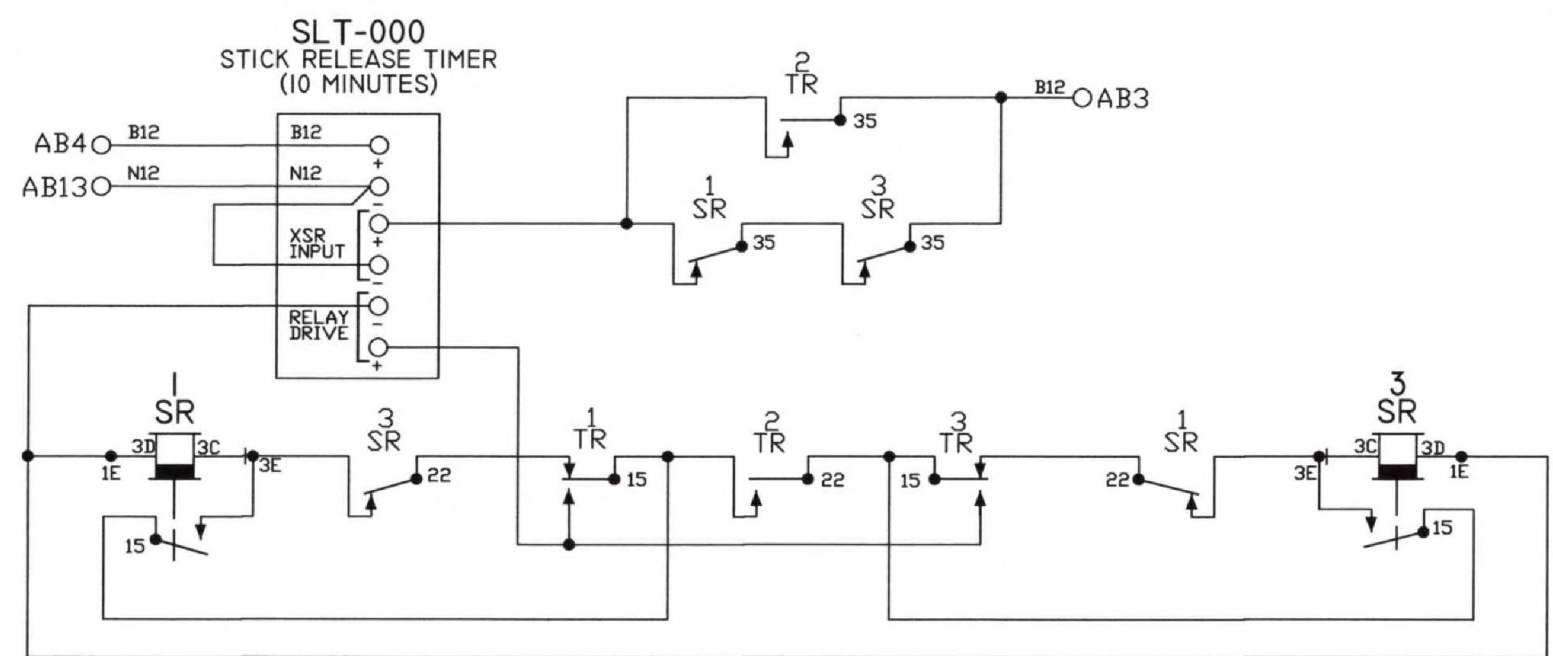 SLT-000
STICK RELEASE TIMER
(10 MINUTES)
AB4 B12 B12
+
AB13 N12 N12
-
XSR
INPUT
+
-
RELAY
DRIVE
-
+
2
TR
35
B12 AB3
1
SR
35
3
SR
35
1
SR
3D 3C
1E 3E
15
3
SR
22
1
TR
15
2
TR
22
3
TR
15
1
SR
22
3
SR
3C 3D
3E 1E
15